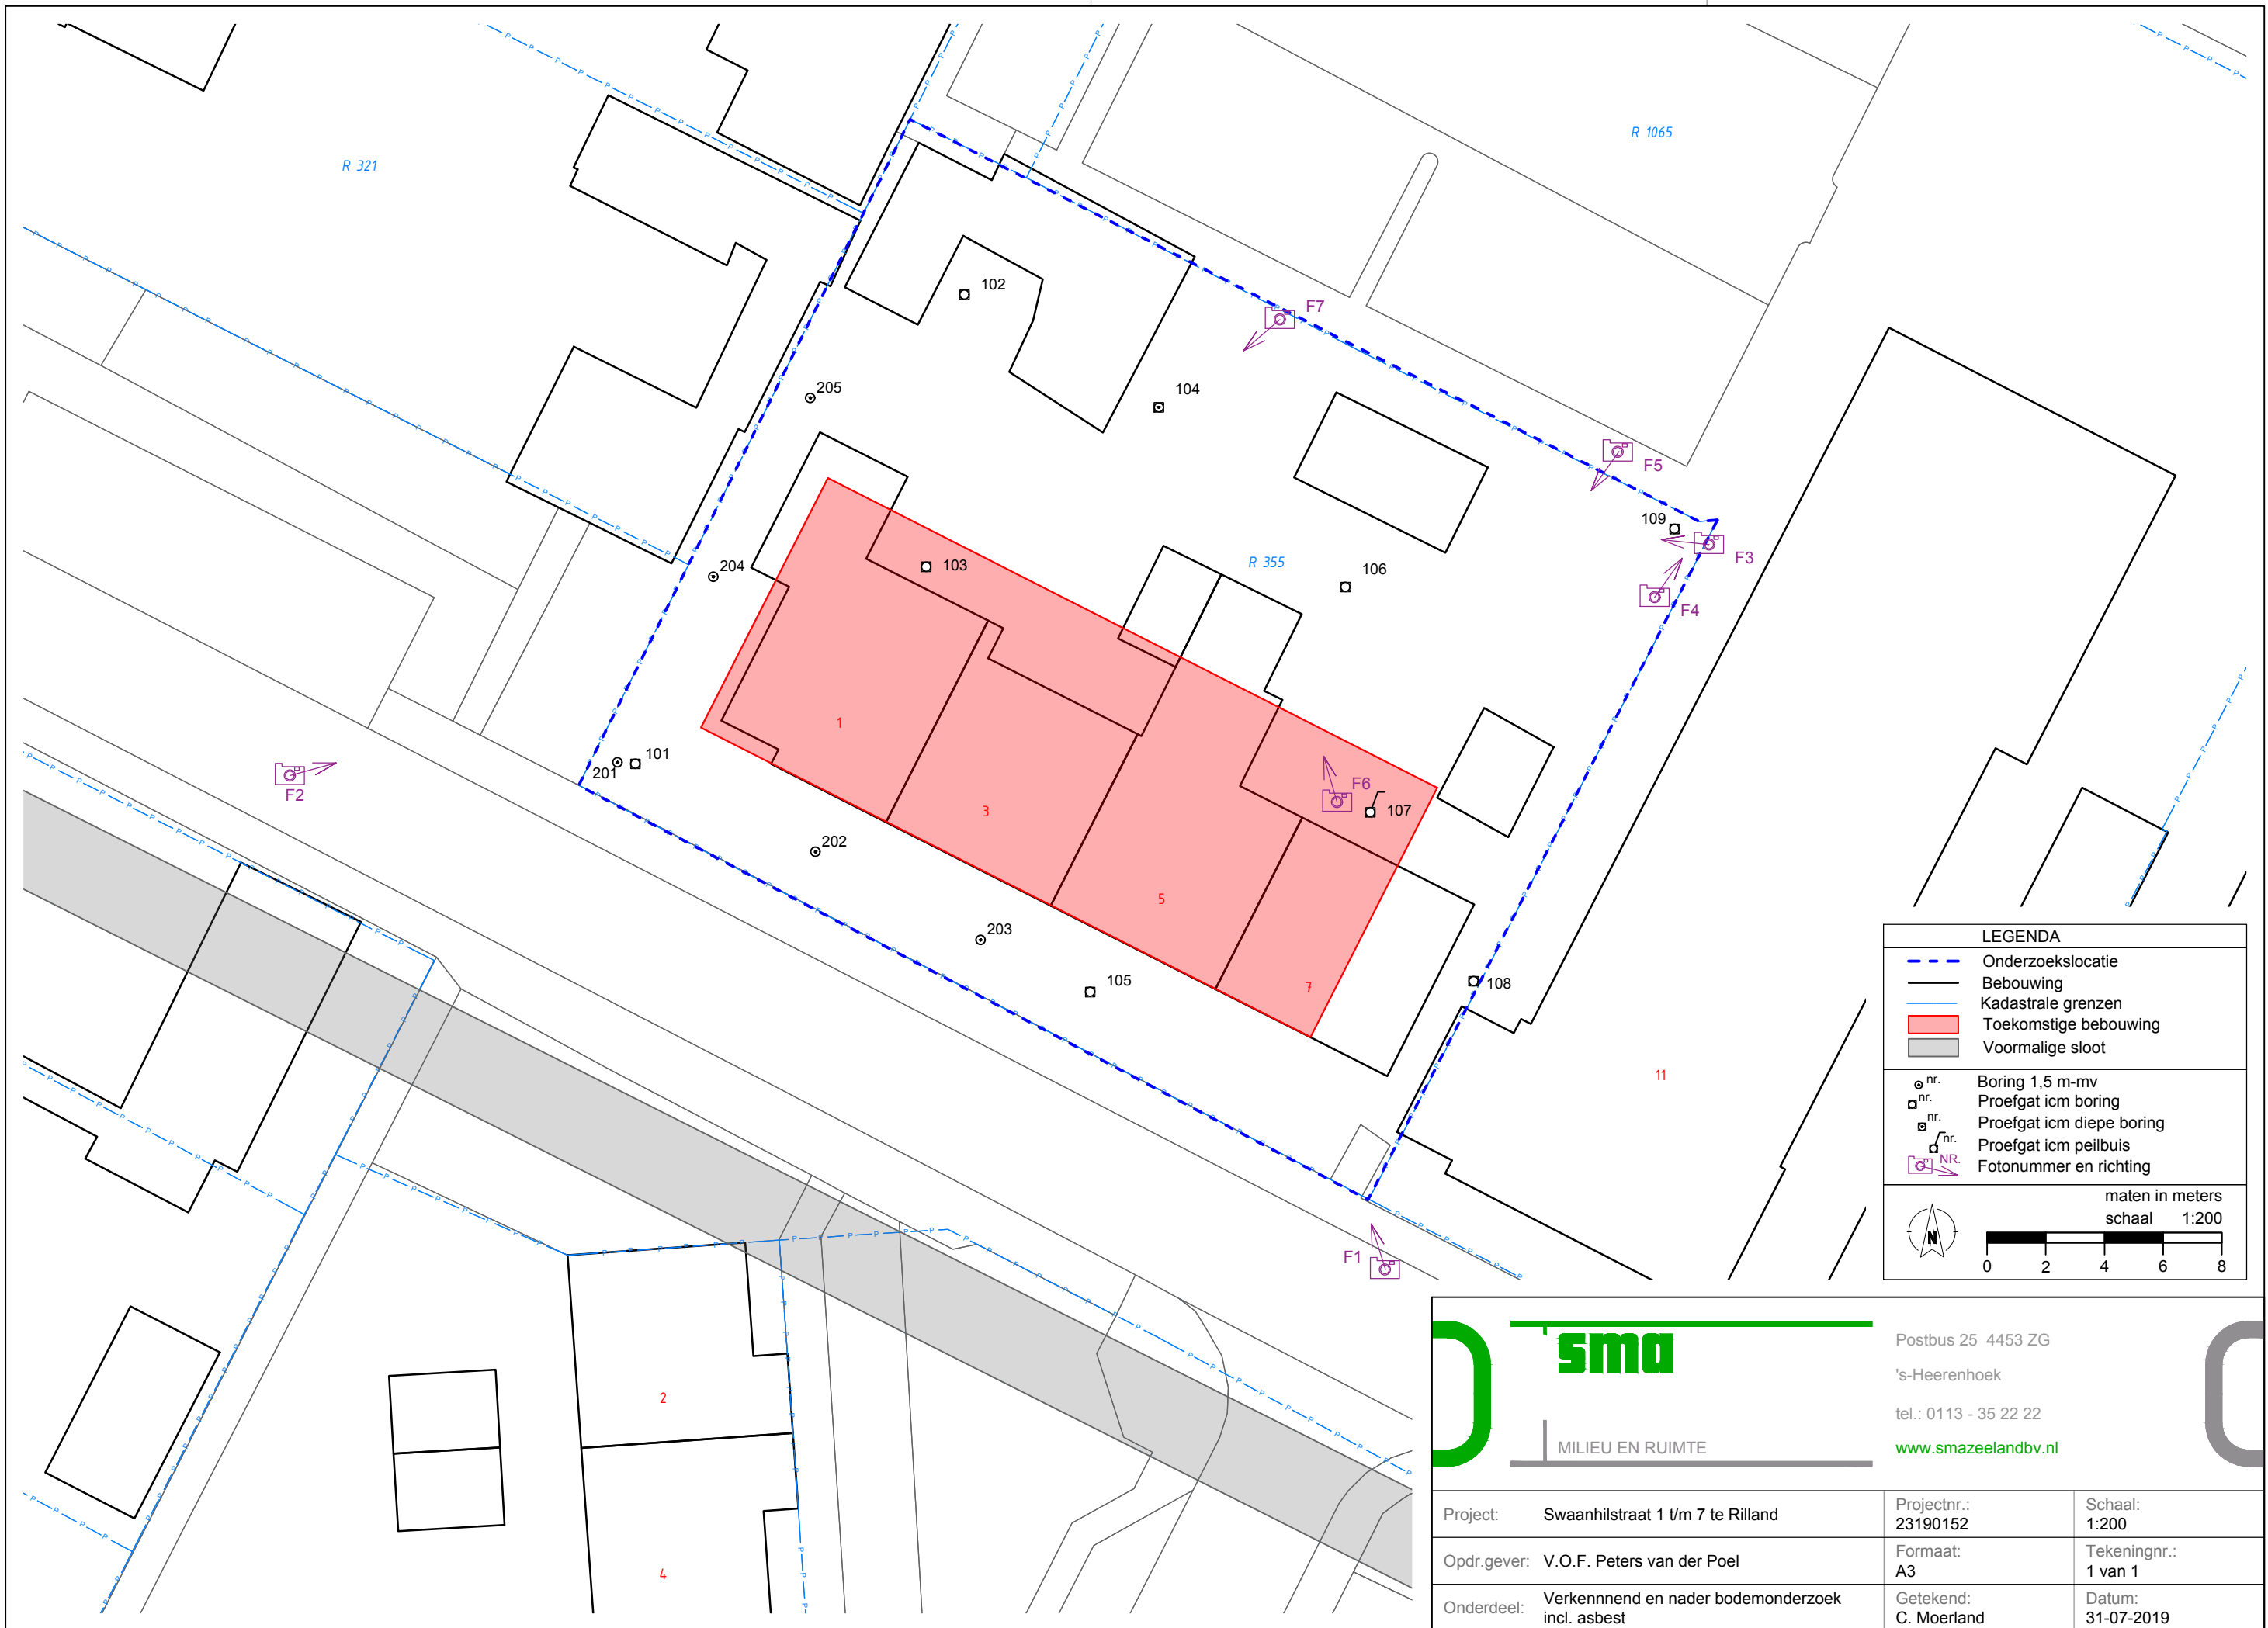 R 321
R 1065
102
F7
205
104
F5
109
F3
R 355
103
106
204
F4
1
101
201
F2
F6
107
3
202
5
203
105
7
108
11
F1
2
4
LEGENDA
Onderzoekslocatie
Bebouwing
Kadastrale grenzen
Toekomstige bebouwing
Voormalige sloot
nr. Boring 1,5 m-mv
nr. Proefgat icm boring
nr. Proefgat icm diepe boring
nr. Proefgat icm peilbuis
NR. Fotonummer en richting
maten in meters
schaal 1:200
N
0 2 4 6 8
sma
MILIEU EN RUIMTE
Postbus 25 4453 ZG
's-Heerenhoek
tel.: 0113 - 35 22 22
www.smazeelandbv.nl
Project: Swaanhilstraat 1 t/m 7 te Rilland
Projectnr.:
23190152
Schaal:
1:200
Opdr.gever: V.O.F. Peters van der Poel
Formaat:
A3
Tekeningnr.:
1 van 1
Onderdeel: Verkennnend en nader bodemonderzoek
incl. asbest
Getekend:
C. Moerland
Datum:
31-07-2019